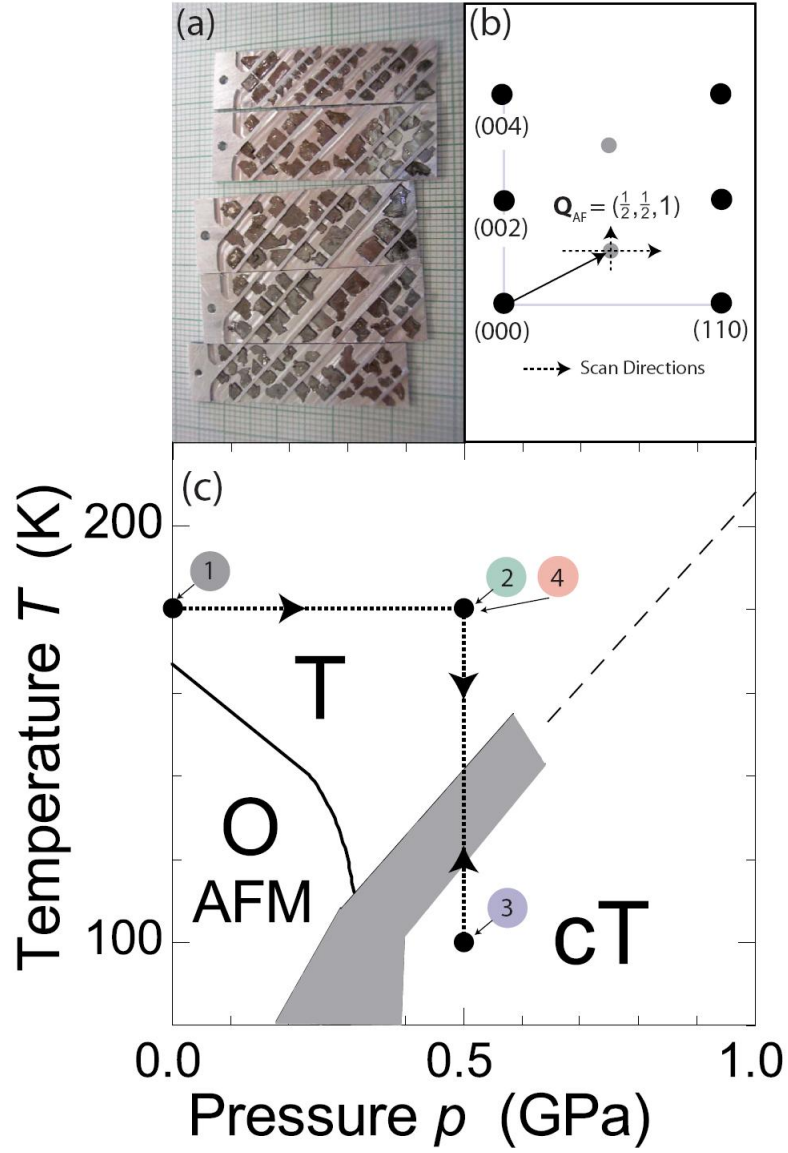 (a)
(b)
(004)
(002)
Q_AF = (½, ½, 1)
(000)
(110)
Scan Directions
(c)
Temperature T (K)
200
100
1
2
4
T
O
AFM
3
cT
0.0
0.5
1.0
Pressure p (GPa)